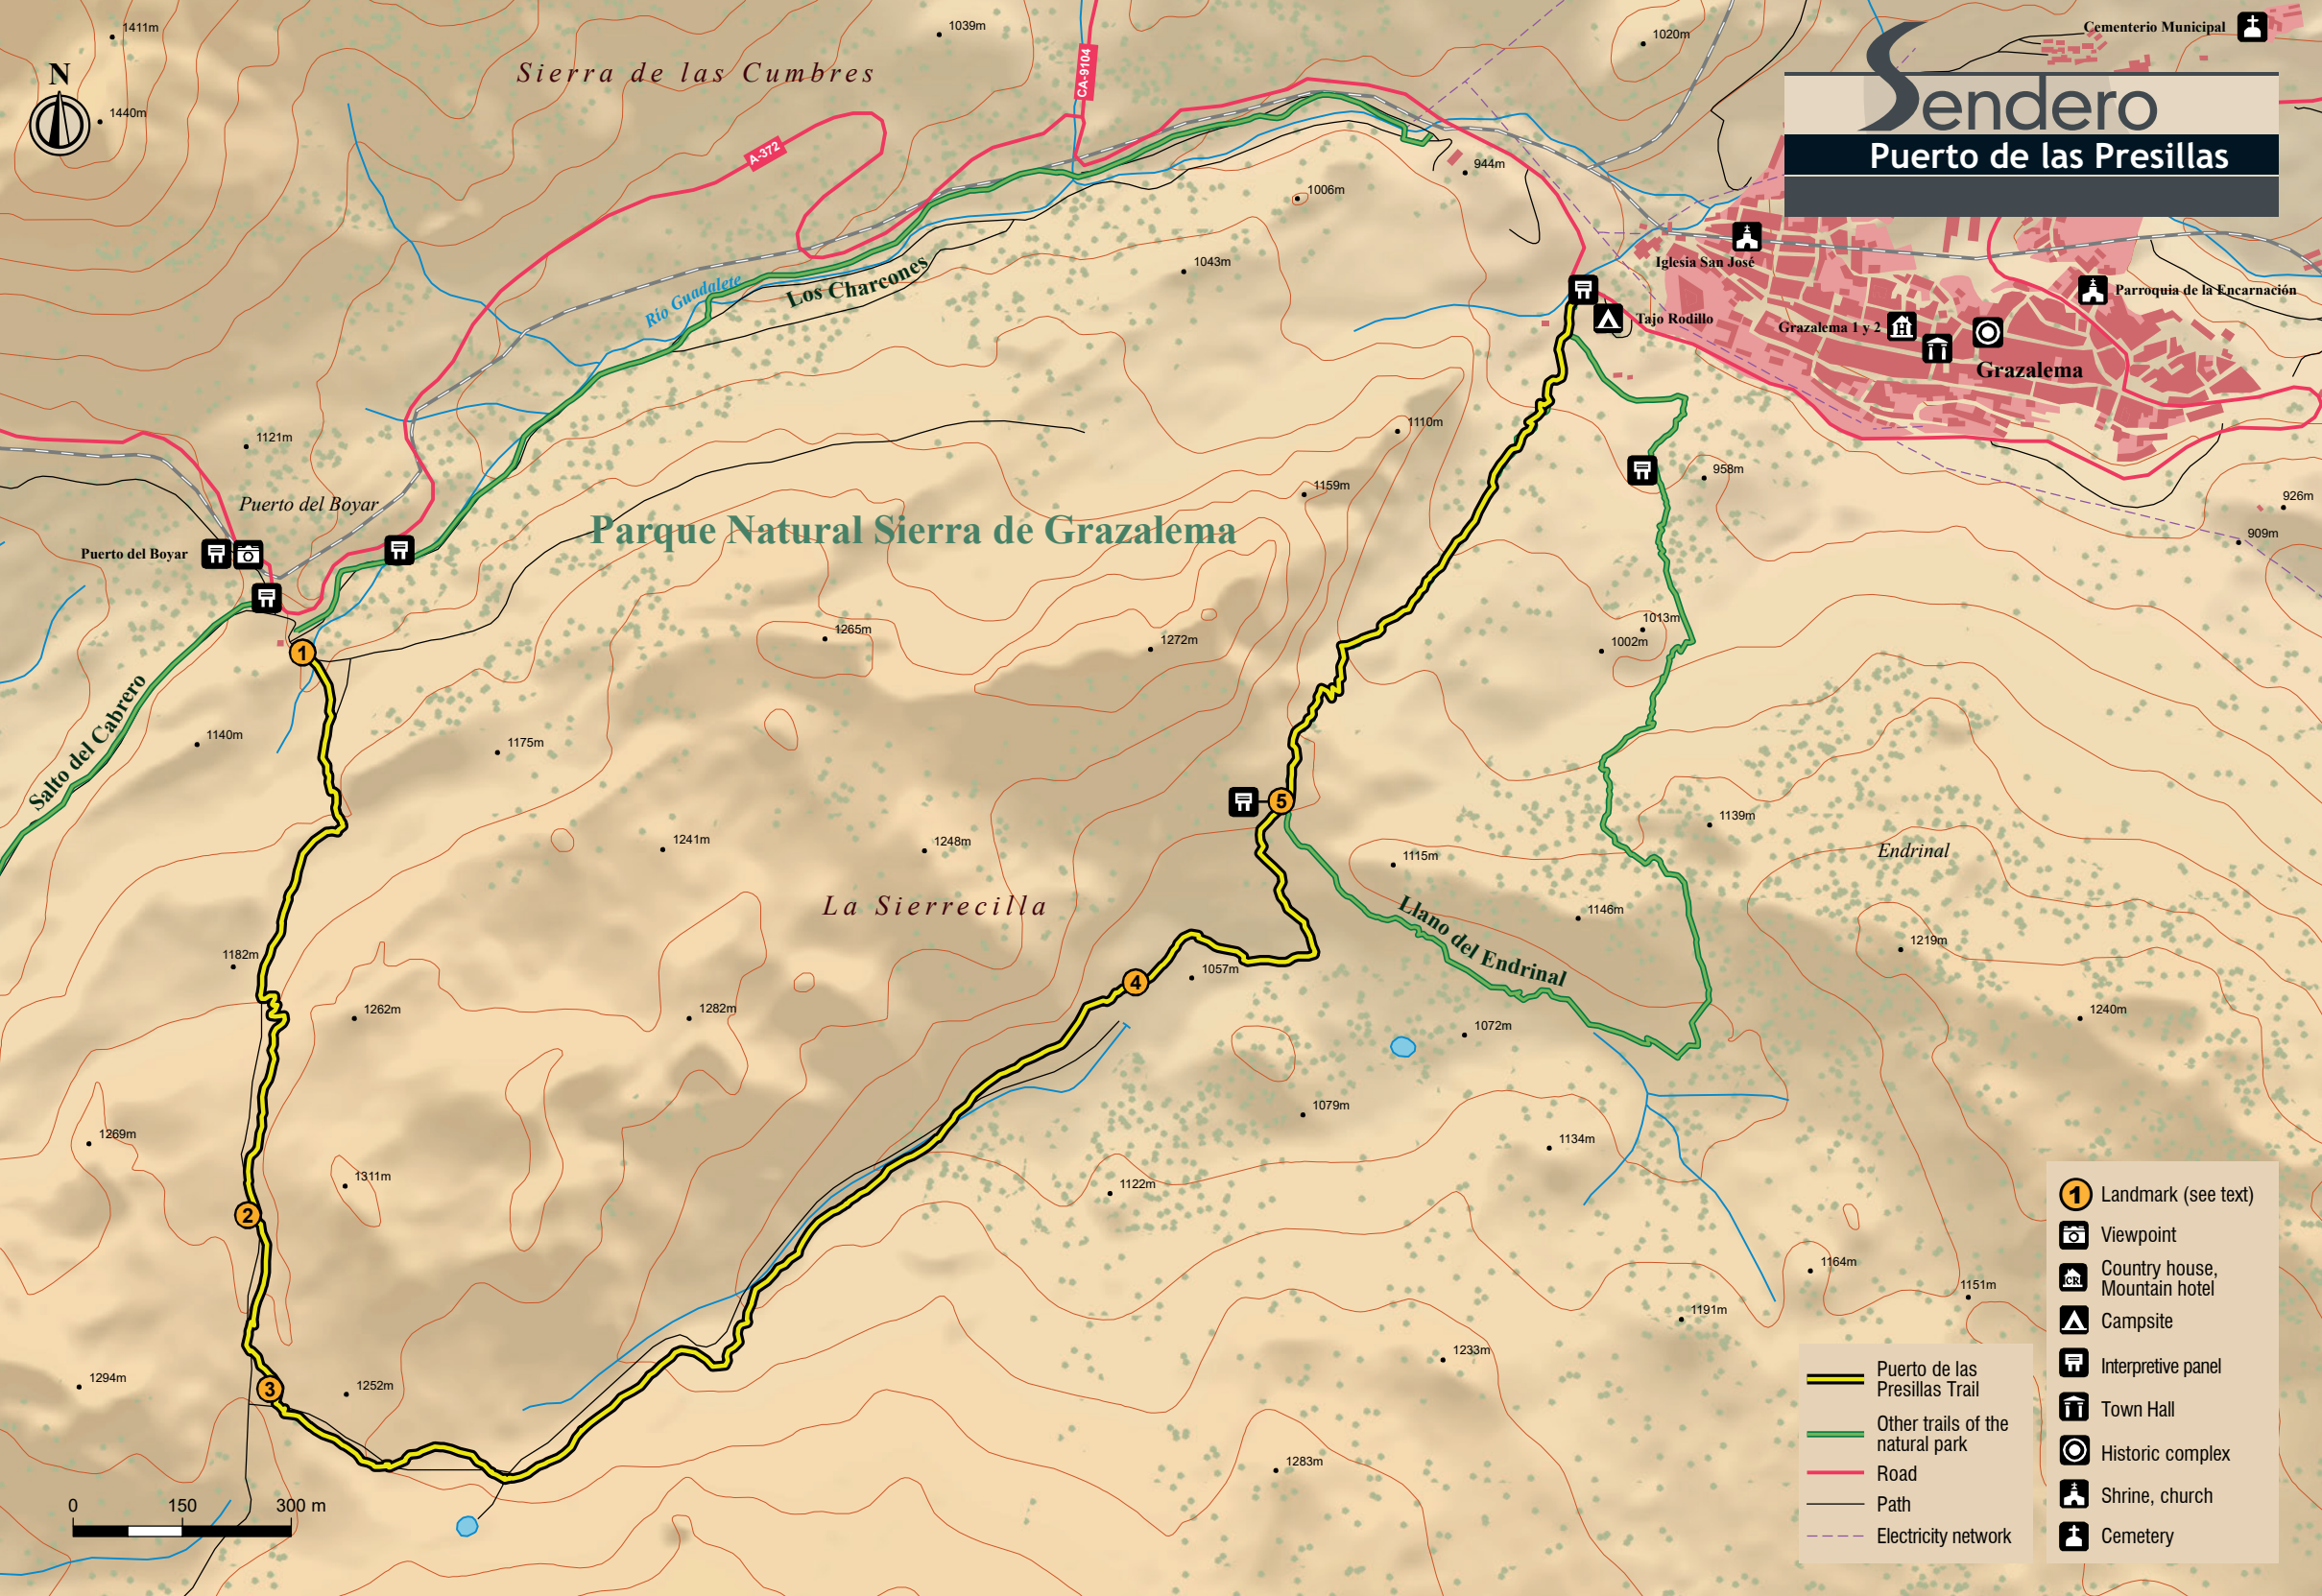 1411m
1039m
1020m
Cementerio Municipal
Sendero
Puerto de las Presillas
N
Sierra de las Cumbres
CA-9104
1440m
A-372
944m
1006m
Iglesia San José
1043m
Los Charcones
Río Guadalete
Parroquia de la Encarnación
Tajo Rodillo
Grazalema 1 y 2
H
Grazalema
1110m
1121m
958m
1159m
926m
Puerto del Boyar
Parque Natural Sierra de Grazalema
909m
Puerto del Boyar
1013m
1265m
1272m
1002m
1
Salto del Cabrero
1140m
1175m
5
1139m
1241m
1248m
1115m
Endrinal
La Sierrecilla
1146m
Llano del Endrinal
1219m
1182m
1057m
4
1262m
1282m
1240m
1072m
1079m
1269m
1134m
1311m
1122m
2
1164m
1151m
1191m
1233m
1294m
3
1252m
1283m
0 150 300 m
Puerto de las
Presillas Trail
Other trails of the
natural park
Road
Path
Electricity network
1 Landmark (see text)
Viewpoint
CR Country house,
Mountain hotel
Campsite
Interpretive panel
Town Hall
Historic complex
Shrine, church
Cemetery